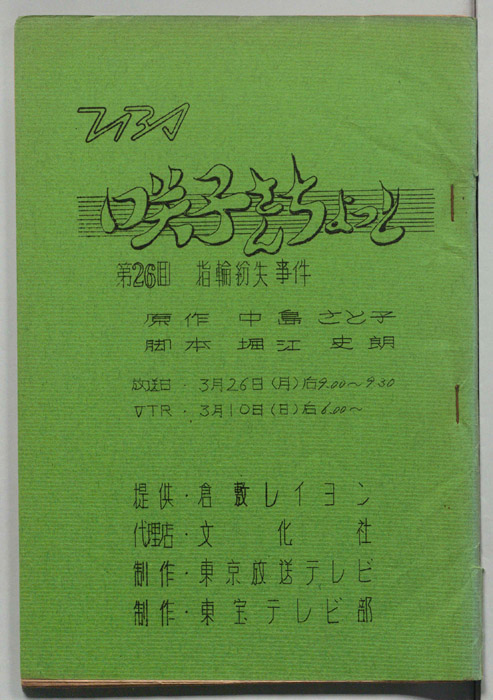 咲子さんちょっと
第26回 指輪紛失事件
原作 中島さと子
脚本 堀江史朗
放送日・3月26日(月)后9.00～9.30
VTR・3月10日(日)后6.00～
提供・倉敷レイヨン
代理店・文化社
制作・東京放送テレビ
制作・東宝テレビ部